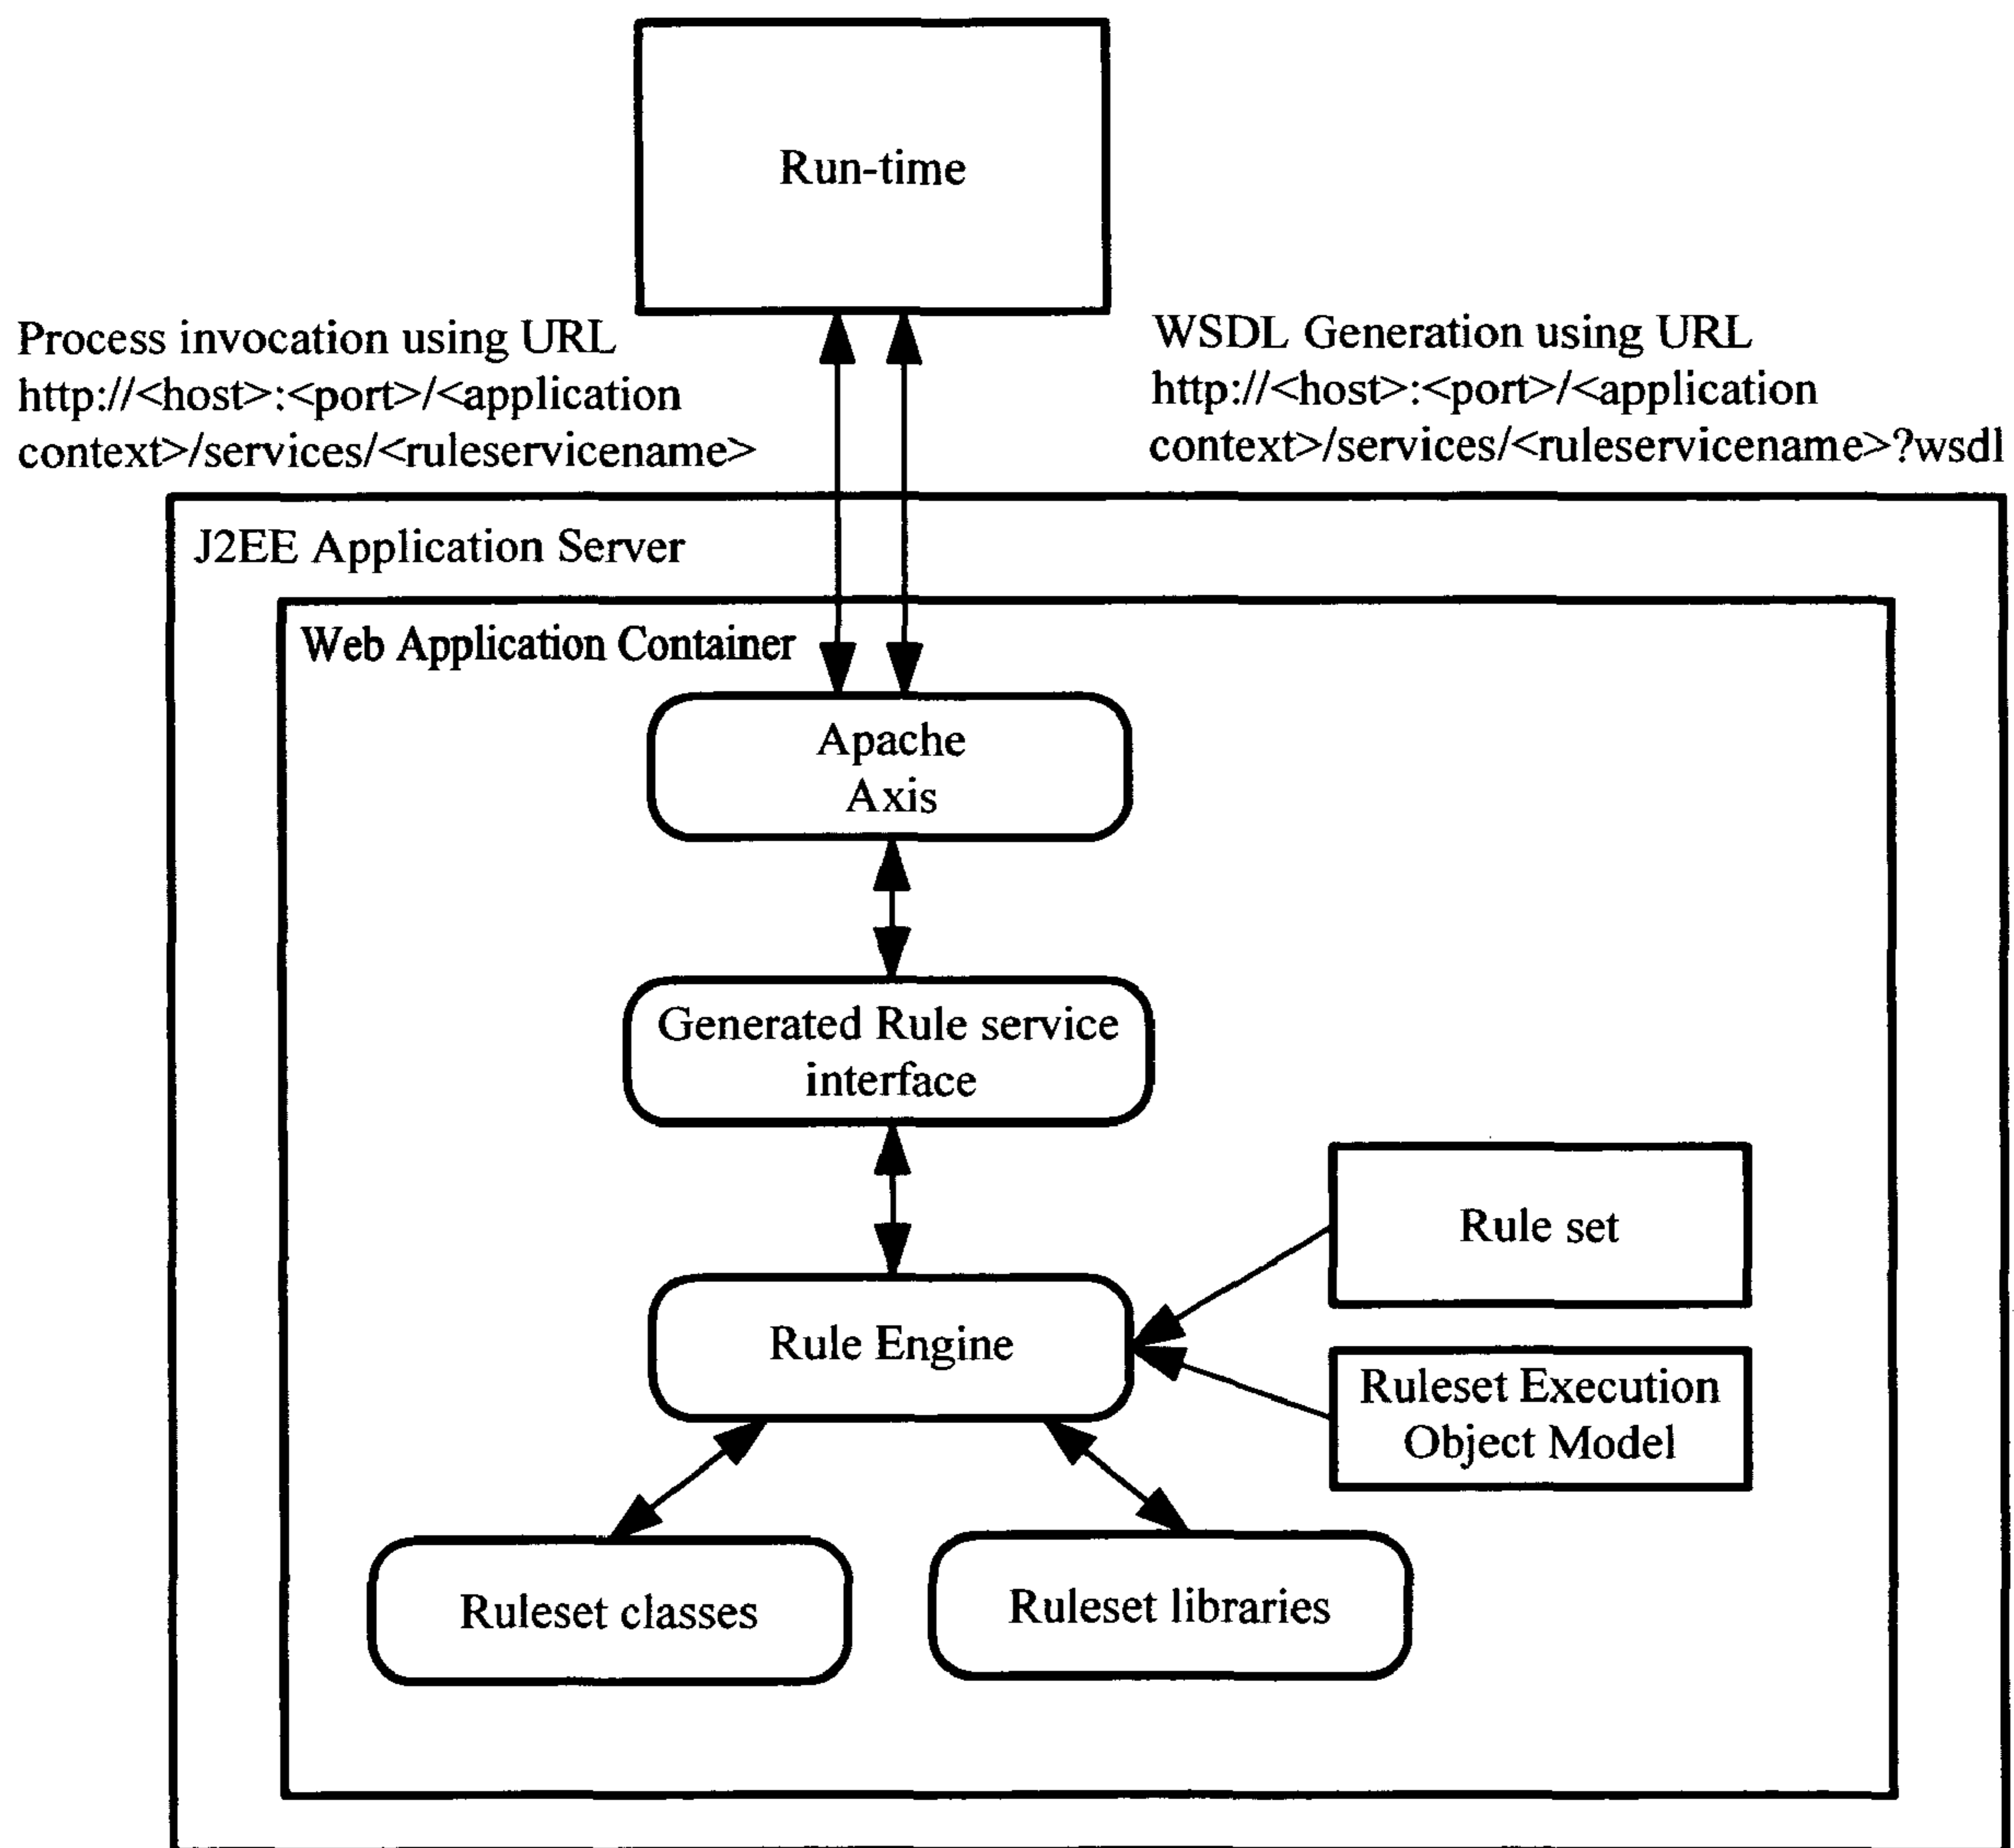 Run-time
Process invocation using URL
http://<host>:<port>/<application
context>/services/<ruleservicename>
WSDL Generation using URL
http://<host>:<port>/<application
context>/services/<ruleservicename>?wsdl
J2EE Application Server
Web Application Container
Apache
Axis
Generated Rule service
interface
Rule set
Rule Engine
Ruleset Execution
Object Model
Ruleset classes
Ruleset libraries